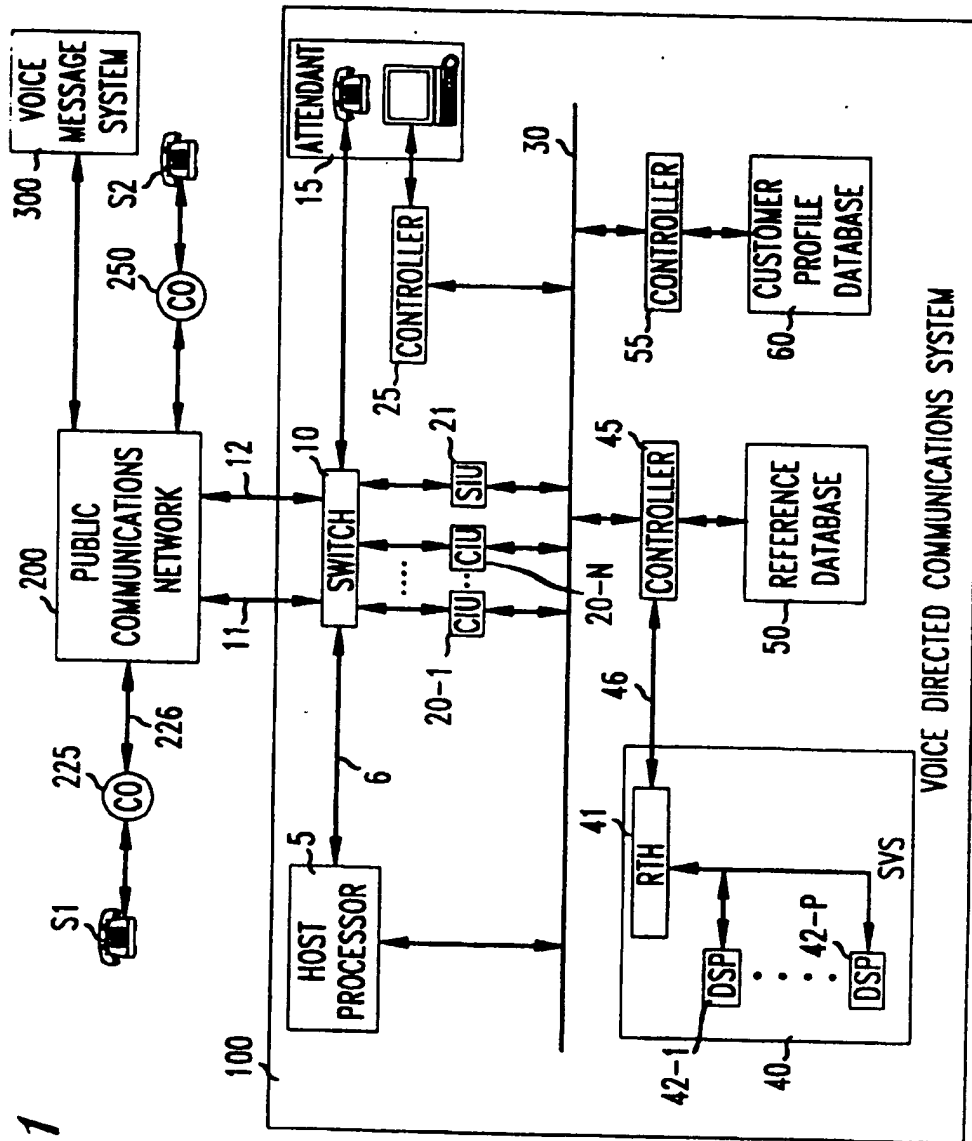 1
S1
CO
225
226
200
PUBLIC
COMMUNICATIONS
NETWORK
CO
250
S2
300
VOICE
MESSAGE
SYSTEM
11
12
100
HOST
PROCESSOR
5
6
SWITCH
10
ATTENDANT
15
CONTROLLER
25
CIU
20-1
CIU
20-N
SIU
21
30
RTH
41
46
DSP
42-1
DSP
42-P
SVS
40
CONTROLLER
45
REFERENCE
DATABASE
50
CONTROLLER
55
CUSTOMER
PROFILE
DATABASE
60
VOICE DIRECTED COMMUNICATIONS SYSTEM